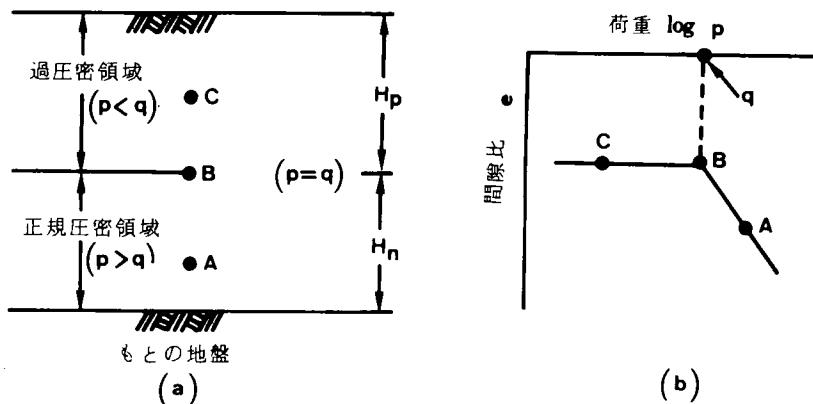 過圧密領域
(p<q)
C
Hp
B
(p=q)
正規圧密領域
(p>q)
A
Hn
もとの地盤
(a)
荷重 log p
q
間隙比 e
C
B
A
(b)